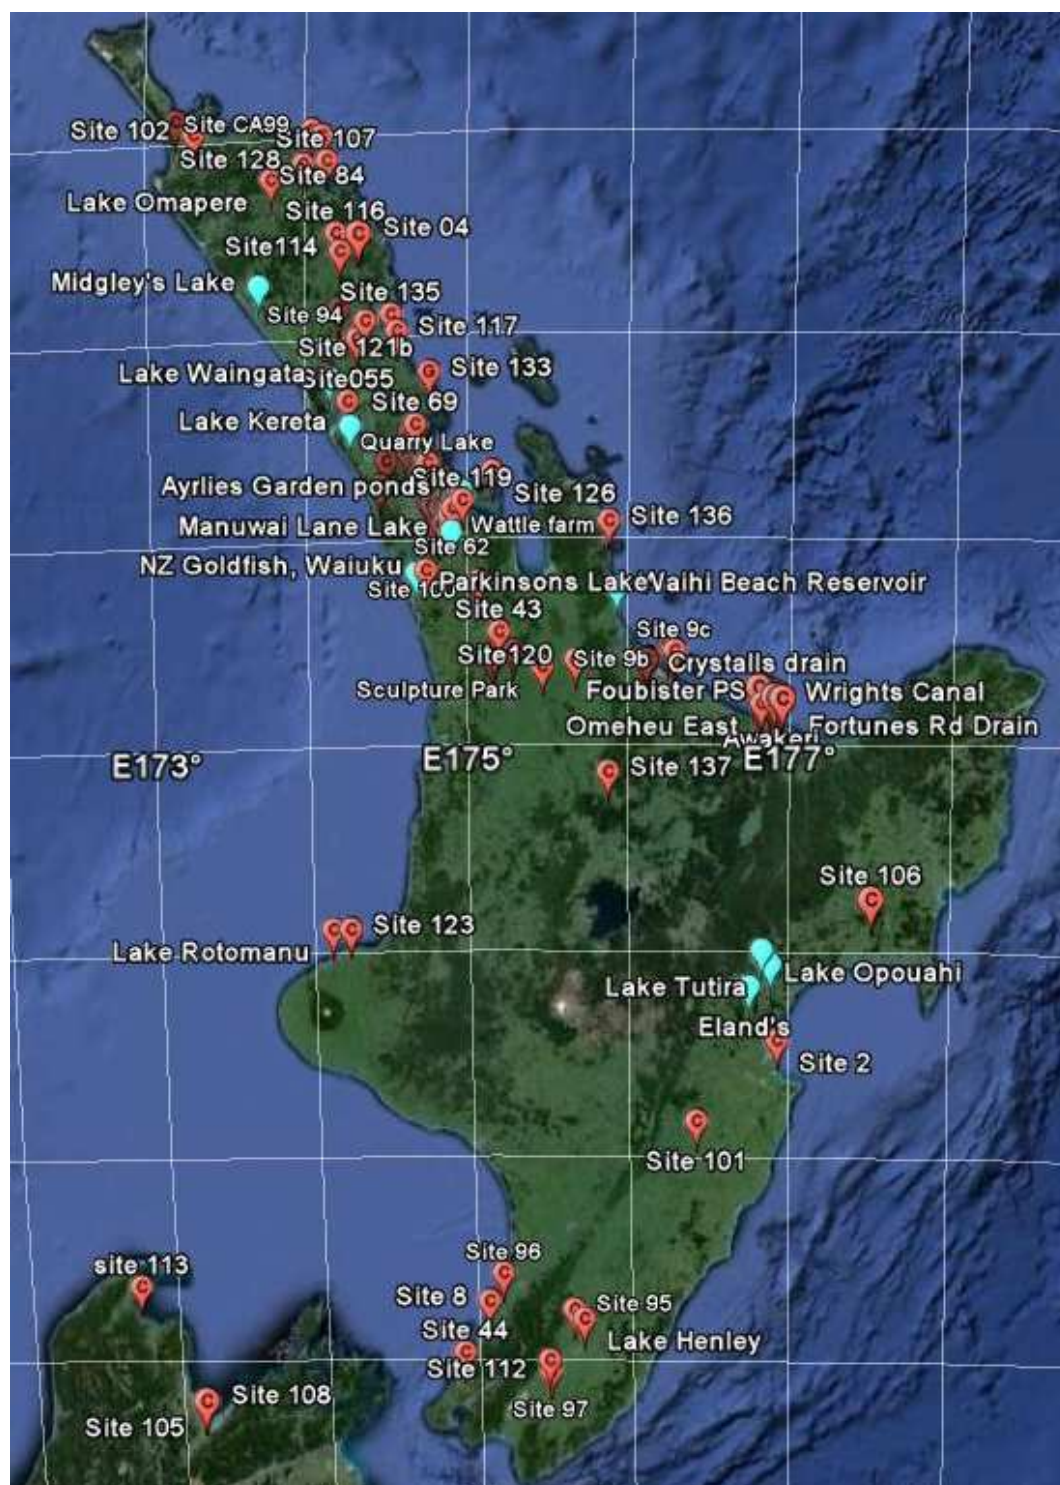 Site 102
Site CA99
Site 107
Site 128
Site 84
Lake Omapere
Site 116
Site 04
Site114
Midgley's Lake
Site 135
Site 94
Site 117
Site 121b
Lake Waingata
Site055
Site 133
Site 69
Lake Kereta
Quarry Lake
Site 119
Ayrlies Garden ponds
Site 126
Manuwai Lane Lake
Wattle farm
Site 136
Site 62
NZ Goldfish, Waiuku
Parkinsons Lake
Waihi Beach Reservoir
Site 43
Site 9c
Site120
Site 9b
Crystalls drain
Sculpture Park
Foubister PS
Wrights Canal
Omeheu East
Fortunes Rd Drain
Awakeri
E173°
E175°
E177°
Site 137
Site 106
Site 123
Lake Rotomanu
Lake Opouahi
Lake Tutira
Eland's
Site 2
Site 101
Site 96
site 113
Site 8
Site 95
Site 44
Lake Henley
Site 112
Site 108
Site 97
Site 105